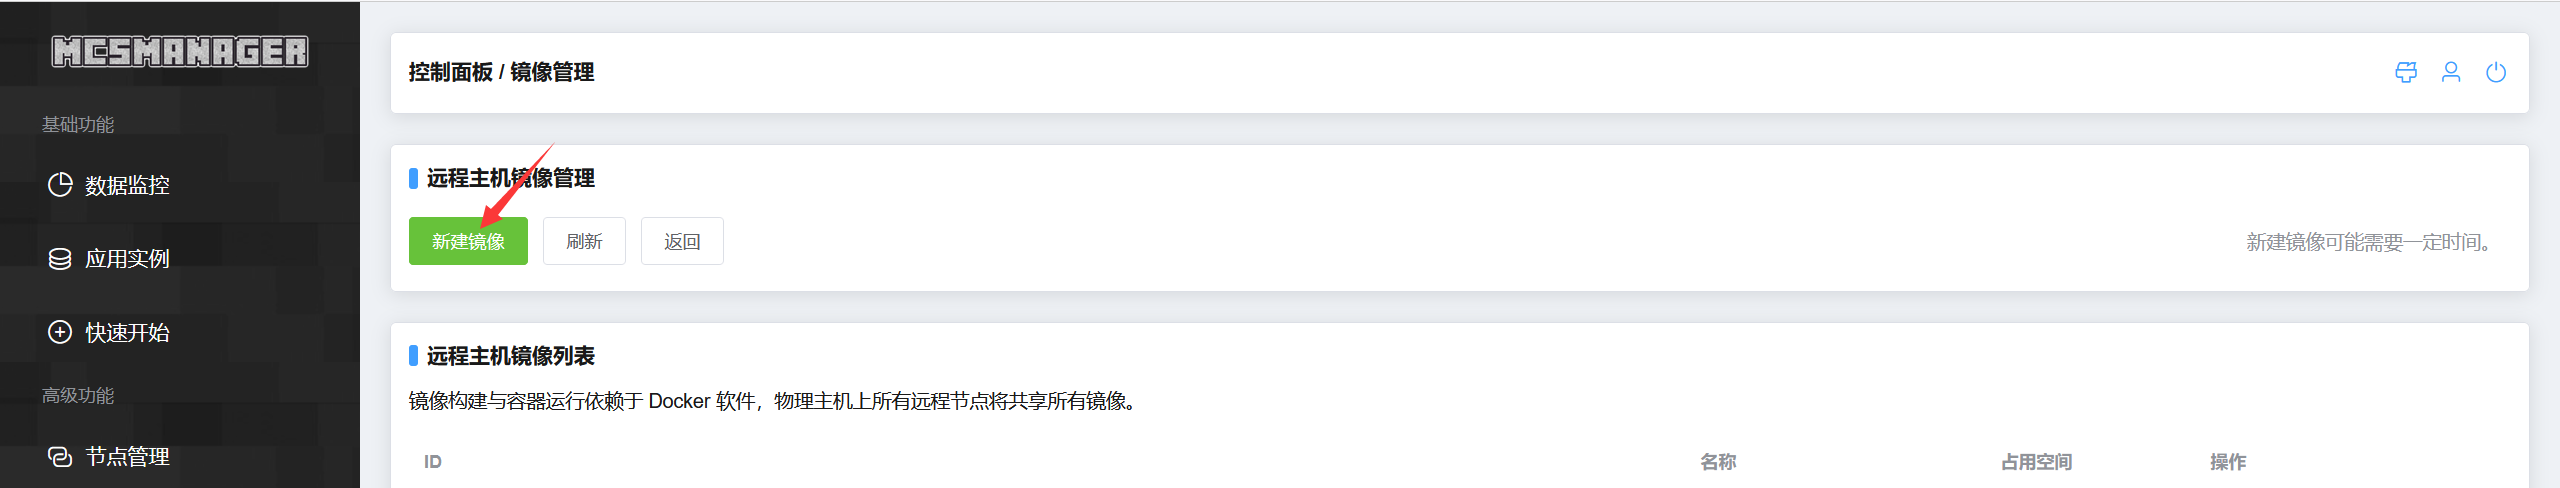 MCSMANAGER
基础功能
数据监控
应用实例
快速开始
高级功能
节点管理
控制面板 / 镜像管理
远程主机镜像管理
新建镜像 刷新 返回
新建镜像可能需要一定时间。
远程主机镜像列表
镜像构建与容器运行依赖于 Docker 软件，物理主机上所有远程节点将共享所有镜像。
ID 名称 占用空间 操作